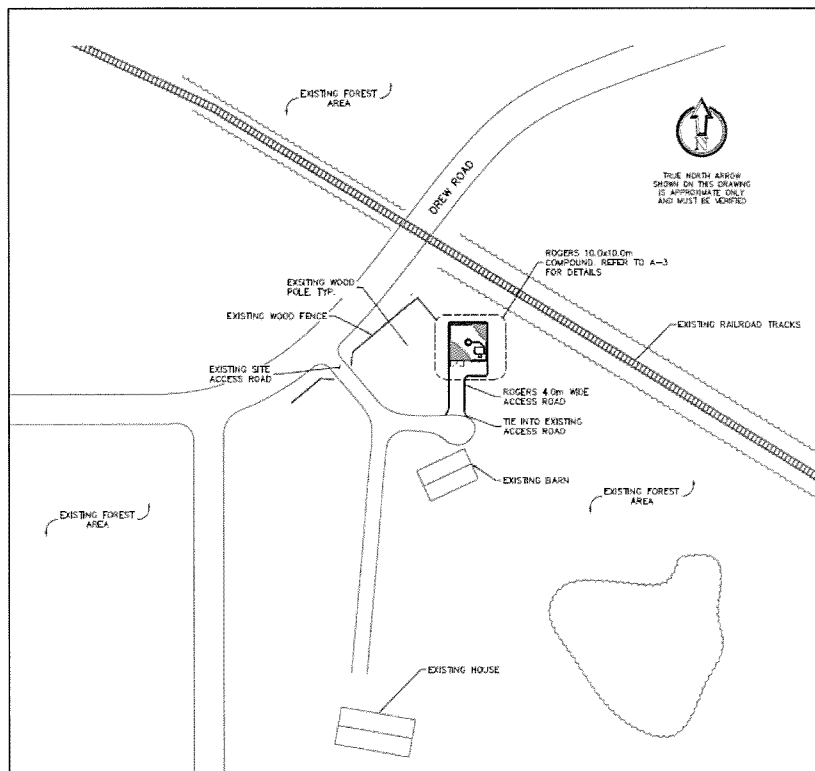 EXISTING FOREST
AREA
DREW ROAD
N
TRUE NORTH ARROW
SHOWN ON THIS DRAWING
IS APPROXIMATE ONLY
AND MUST BE VERIFIED
ROGERS 10.0x10.0m
COMPOUND. REFER TO A-3
FOR DETAILS
EXSITING WOOD
POLE, TYP.
EXISTING WOOD FENCE
EXISTING RAILROAD TRACKS
EXISTING SITE
ACCESS ROAD
ROGERS 4.0m WIDE
ACCESS ROAD
TIE INTO EXISTING
ACCESS ROAD
EXISTING BARN
EXISTING FOREST
AREA
EXISTING FOREST
AREA
EXISTING HOUSE